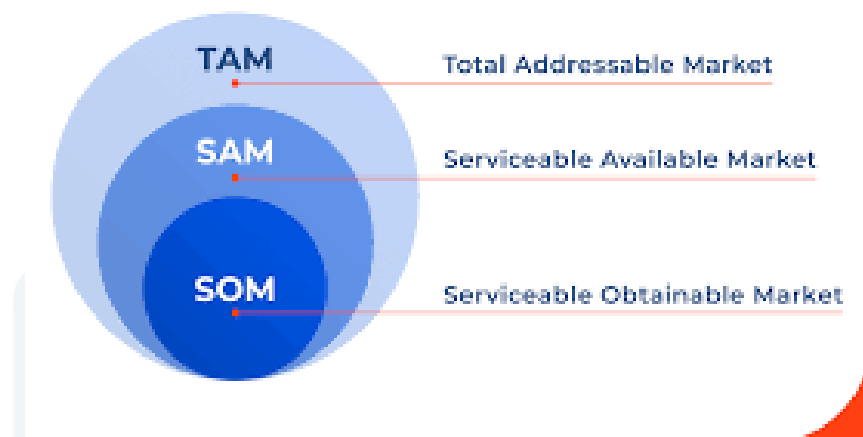 TAM
Total Addressable Market
SAM
Serviceable Available Market
SOM
Serviceable Obtainable Market